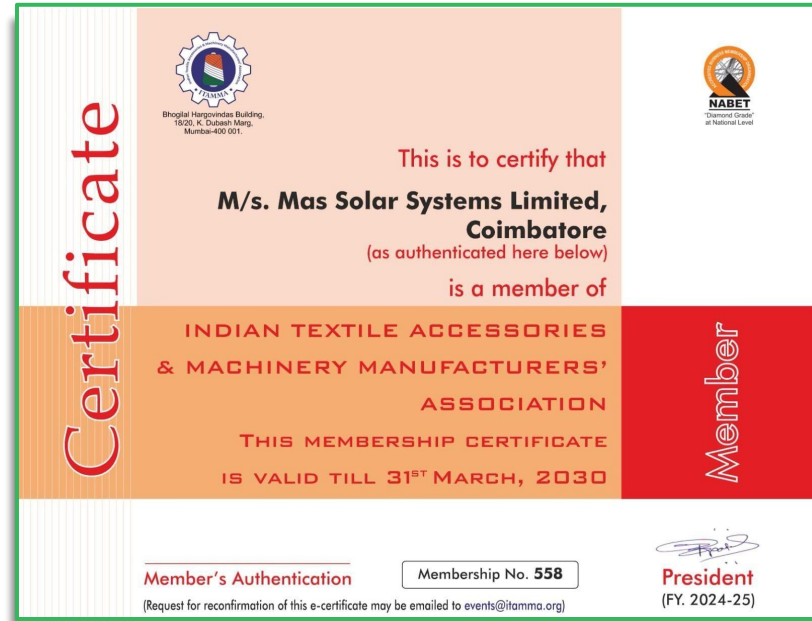 Certificate
ITAMMA
Bhogilal Hargovindas Building,
18/20, K. Dubash Marg,
Mumbai-400 001.
NABET
"Diamond Grade"
at National Level
This is to certify that
M/s. Mas Solar Systems Limited,
Coimbatore
(as authenticated here below)
is a member of
INDIAN TEXTILE ACCESSORIES
& MACHINERY MANUFACTURERS'
ASSOCIATION
THIS MEMBERSHIP CERTIFICATE
IS VALID TILL 31ST MARCH, 2030
Member
Member's Authentication
Membership No. 558
President
(FY. 2024-25)
(Request for reconfirmation of this e-certificate may be emailed to events@itamma.org)